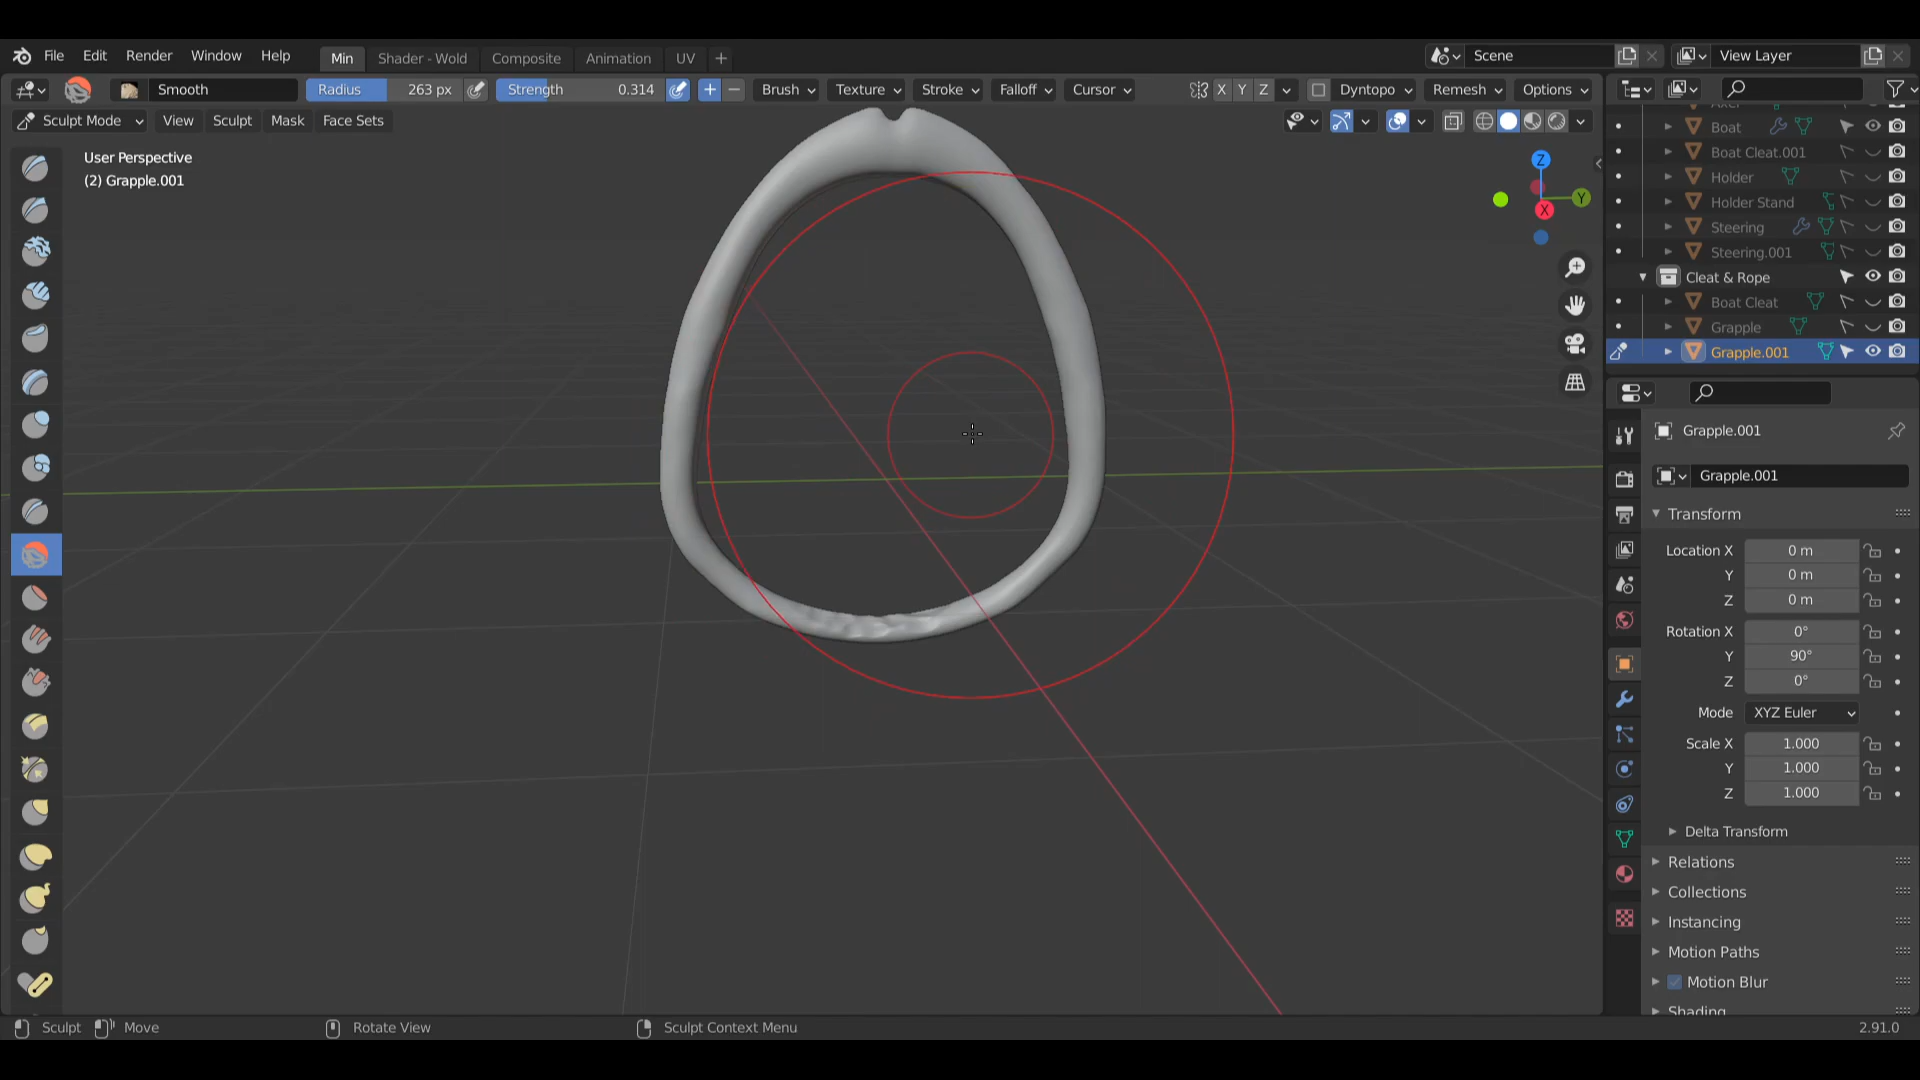 File Edit Render Window Help Min Shader - Wold Composite Animation UV Scene View Layer
Smooth Radius 263 px Strength 0.314 Brush Texture Stroke Falloff Cursor X Y Z Dyntopo Remesh Options
Sculpt Mode View Sculpt Mask Face Sets
User Perspective
(2) Grapple.001
Z
Y
X
Boat
Boat Cleat.001
Holder
Holder Stand
Steering
Steering.001
Cleat & Rope
Boat Cleat
Grapple
Grapple.001
Grapple.001
Grapple.001
Transform
Location X 0 m
Y 0 m
Z 0 m
Rotation X 0°
Y 90°
Z 0°
Mode XYZ Euler
Scale X 1.000
Y 1.000
Z 1.000
Delta Transform
Relations
Collections
Instancing
Motion Paths
Motion Blur
Shading
Sculpt Move Rotate View Sculpt Context Menu 2.91.0